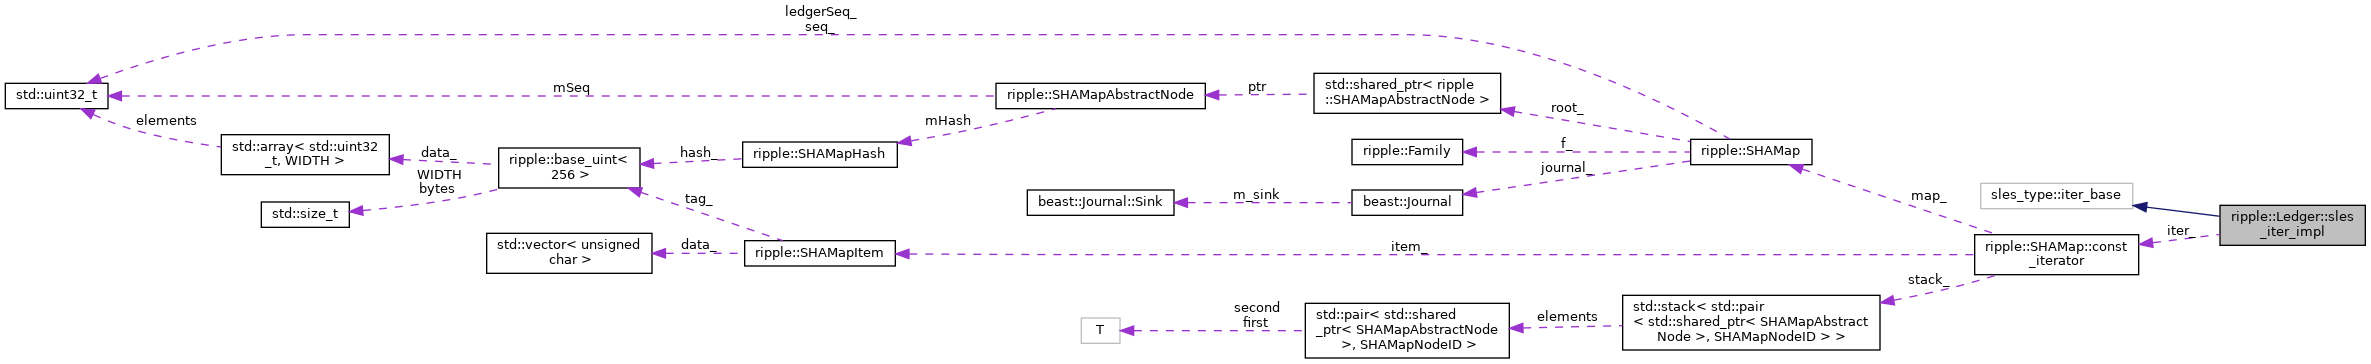 ledgerSeq_
seq_
std::uint32_t
mSeq
ripple::SHAMapAbstractNode
ptr
std::shared_ptr< ripple
::SHAMapAbstractNode >
root_
elements
std::array< std::uint32
_t, WIDTH >
data_
WIDTH
bytes
std::size_t
ripple::base_uint<
256 >
hash_
ripple::SHAMapHash
mHash
ripple::Family
f_
ripple::SHAMap
journal_
beast::Journal
m_sink
beast::Journal::Sink
tag_
std::vector< unsigned
char >
data_
ripple::SHAMapItem
item_
map_
sles_type::iter_base
ripple::Ledger::sles
_iter_impl
iter_
ripple::SHAMap::const
_iterator
stack_
std::stack< std::pair
< std::shared_ptr< SHAMapAbstract
Node >, SHAMapNodeID > >
elements
std::pair< std::shared
_ptr< SHAMapAbstractNode
>, SHAMapNodeID >
second
first
T